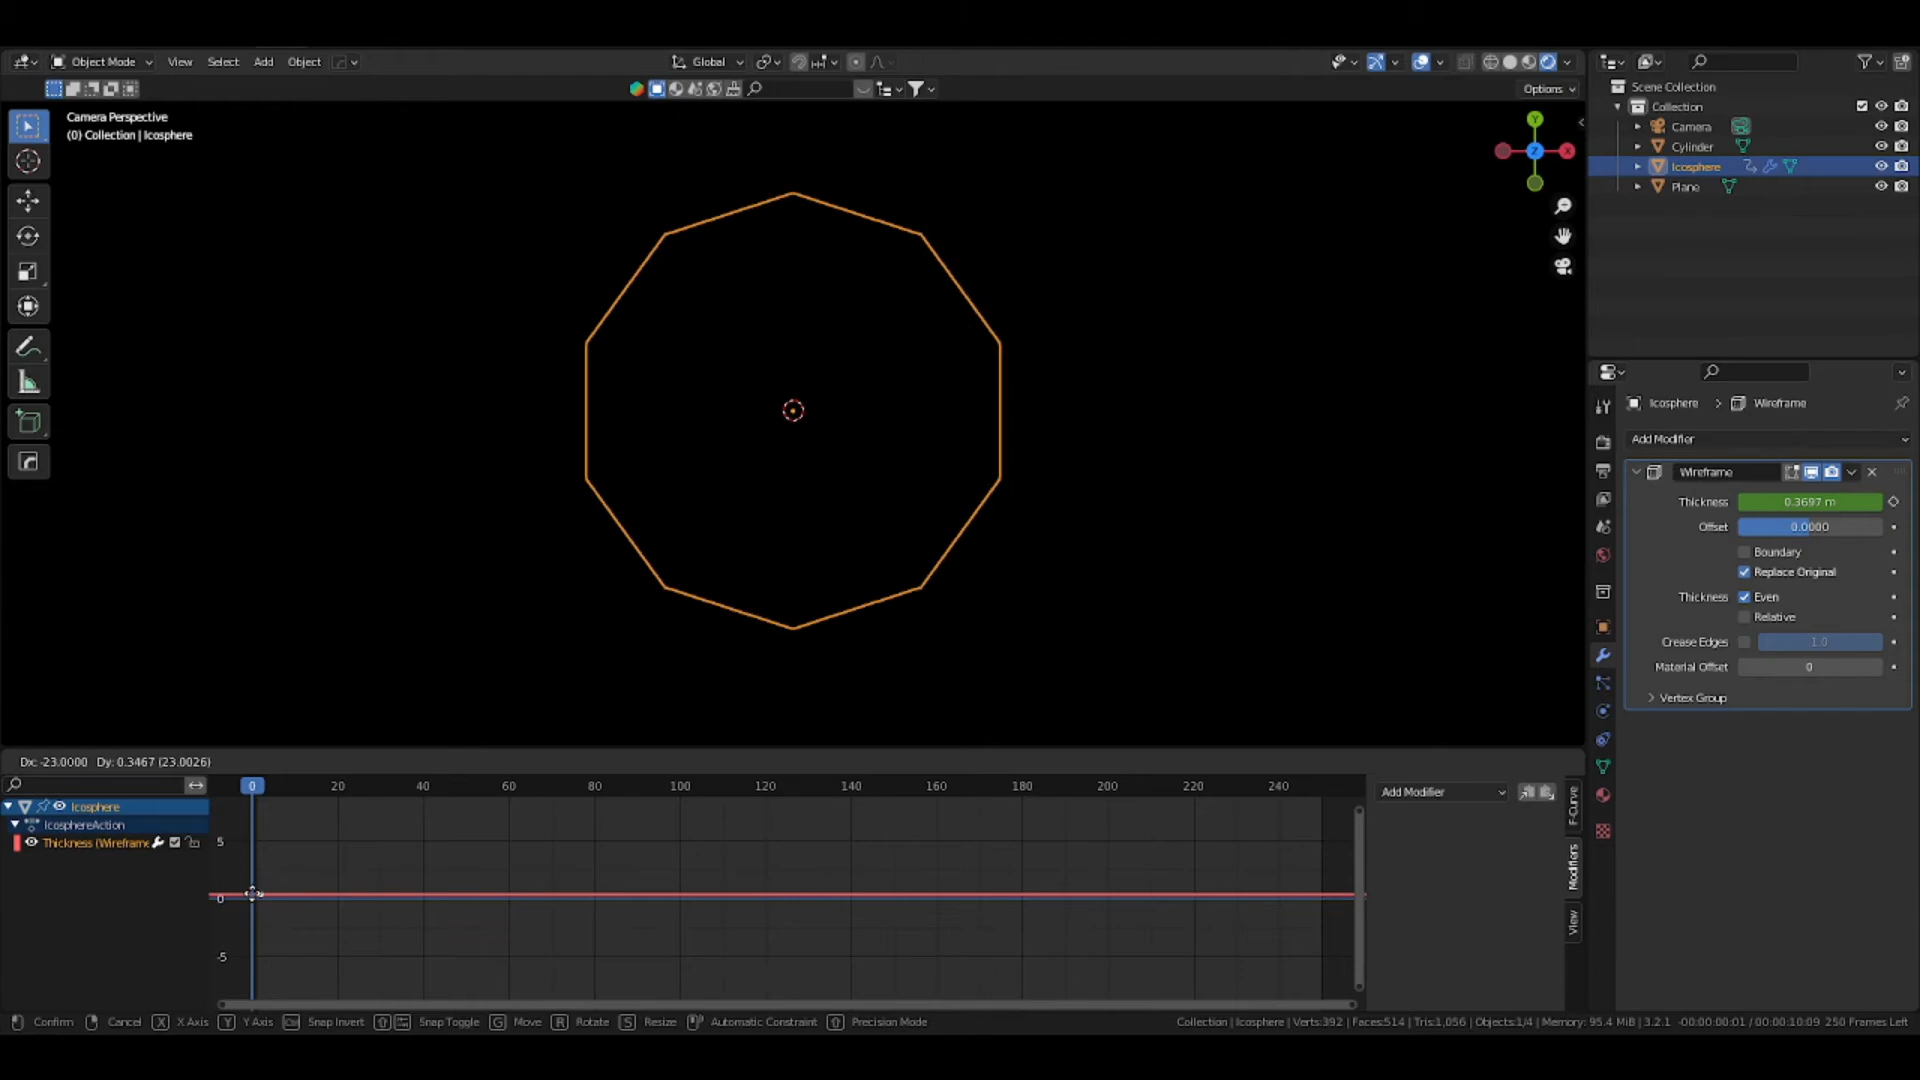 Object Mode View Select Add Object Global
Options
Camera Perspective
(0) Collection | Icosphere
Y
X
Z
Scene Collection
Collection
Camera
Cylinder
Icosphere
Plane
Icosphere > Wireframe
Add Modifier
Wireframe
Thickness 0.3697 m
Offset 0.0000
Boundary
Replace Original
Thickness Even
Relative
Crease Edges 1.0
Material Offset 0
Vertex Group
Dx: -23.0000 Dy: 0.3467 (23.0026)
0 20 40 60 80 100 120 140 160 180 200 220 240
Add Modifier
F-Curve
Modifiers
View
Icosphere
IcosphereAction
Thickness (Wireframe
5
0
-5
Confirm Cancel X X Axis Y Y Axis Snap Invert Snap Toggle G Move R Rotate S Resize Automatic Constraint Precision Mode
Collection | Icosphere | Verts:392 | Faces:514 | Tris:1,056 | Objects:1/4 | Memory: 95.4 MiB | 3.2.1 -00:00:00:01 / 00:00:10:09 250 Frames Left